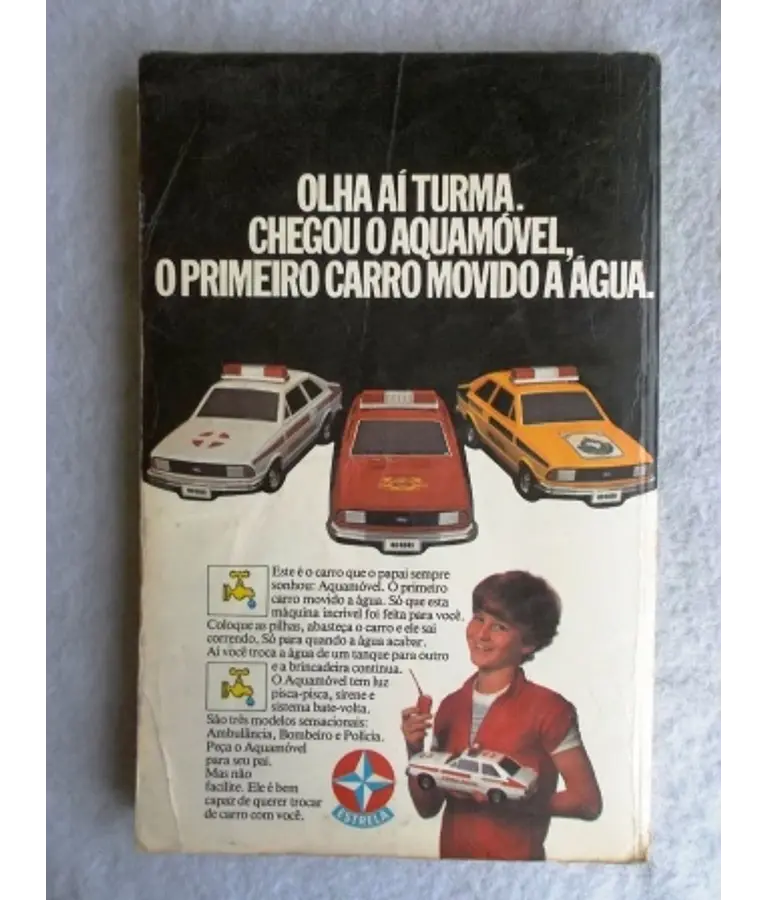 OLHA AÍ TURMA.
CHEGOU O AQUAMÓVEL,
O PRIMEIRO CARRO MOVIDO A ÁGUA.
Este é o carro que o papai sempre
sonhou: Aquamóvel. O primeiro
carro movido a água. Só que esta
máquina incrível foi feita para você.
Coloque as pilhas, abasteça o carro e ele sai
correndo. Só para quando a água acabar.
Aí você troca a água de um tanque para outro
e a brincadeira continua.
O Aquamóvel tem luz
pisca-pisca, sirene e
sistema bate-volta.
São três modelos sensacionais:
Ambulância, Bombeiro e Polícia.
Peça o Aquamóvel
para seu pai.
Mas não
facilite. Ele é bem
capaz de querer trocar
de carro com você.
ESTRELA